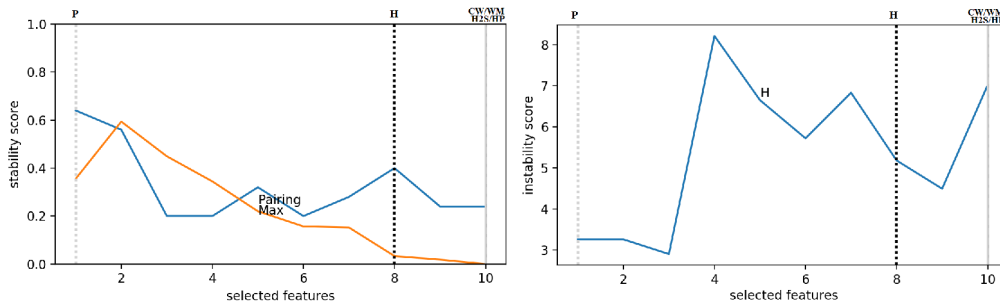 P
H
CW/WM
H2S/HP
1.0
0.8
0.6
0.4
0.2
0.0
stability score
Pairing
Max
2
4
6
8
10
selected features
P
H
CW/WM
H2S/HP
8
7
6
5
4
3
instability score
H
2
4
6
8
10
selected features